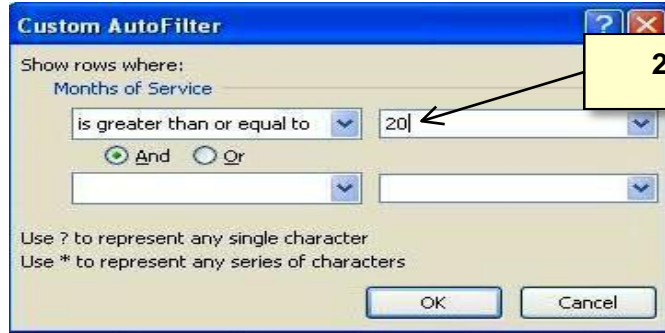 Custom AutoFilter
2
Show rows where:
Months of Service
is greater than or equal to 20
And Or
Use ? to represent any single character
Use * to represent any series of characters
OK Cancel